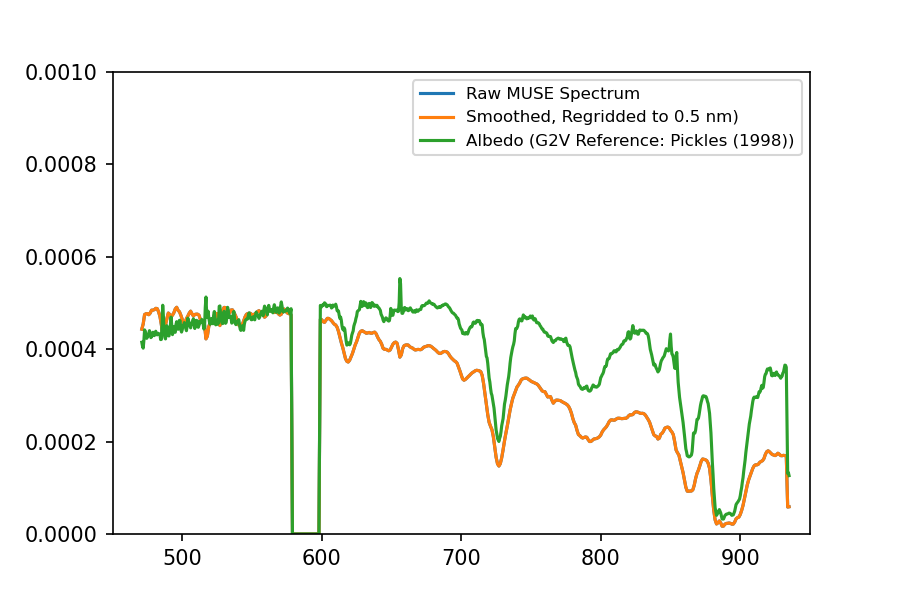 0.0010
0.0008
0.0006
0.0004
0.0002
0.0000
Raw MUSE Spectrum
Smoothed, Regridded to 0.5 nm)
Albedo (G2V Reference: Pickles (1998))
500 600 700 800 900